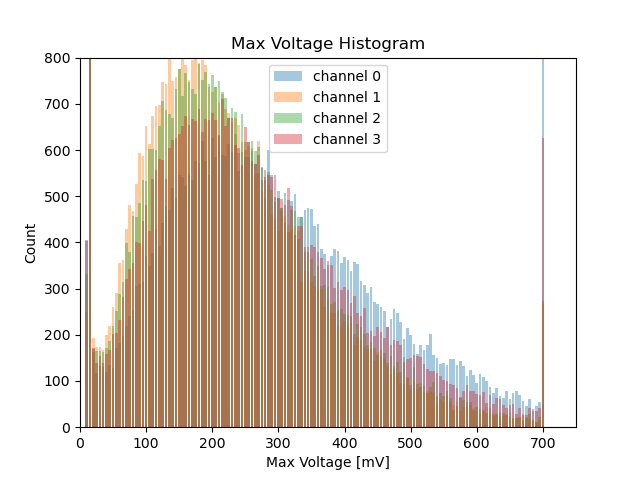 Max Voltage Histogram
channel 0
channel 1
channel 2
channel 3
800
700
600
500
400
300
200
100
0
Count
0 100 200 300 400 500 600 700
Max Voltage [mV]